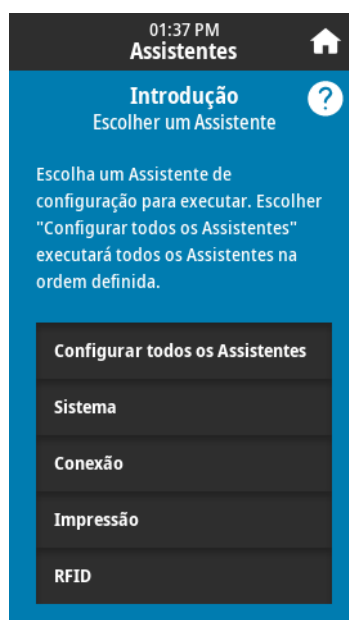 01:37 PM
Assistentes
Introdução
?
Escolher um Assistente
Escolha um Assistente de
configuração para executar. Escolher
"Configurar todos os Assistentes"
executará todos os Assistentes na
ordem definida.
Configurar todos os Assistentes
Sistema
Conexão
Impressão
RFID